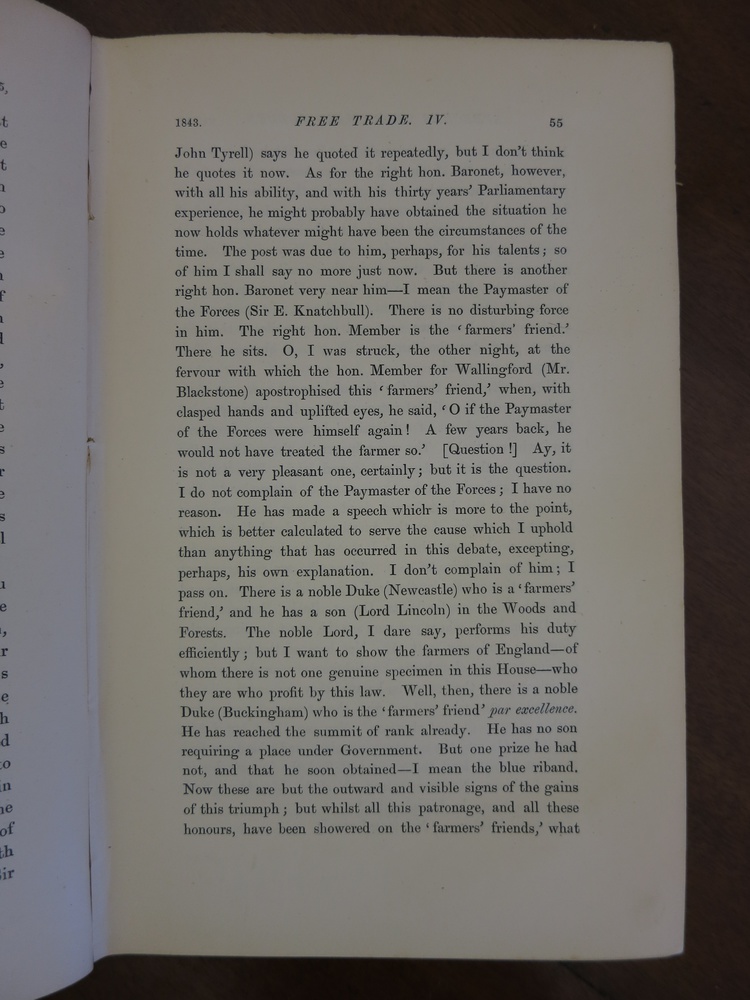 1843. FREE TRADE. IV. 55
John Tyrell) says he quoted it repeatedly, but I don't think
he quotes it now. As for the right hon. Baronet, however,
with all his ability, and with his thirty years' Parliamentary
experience, he might probably have obtained the situation he
now holds whatever might have been the circumstances of the
time. The post was due to him, perhaps, for his talents; so
of him I shall say no more just now. But there is another
right hon. Baronet very near him—I mean the Paymaster of
the Forces (Sir E. Knatchbull). There is no disturbing force
in him. The right hon. Member is the 'farmers' friend.'
There he sits. O, I was struck, the other night, at the
fervour with which the hon. Member for Wallingford (Mr.
Blackstone) apostrophised this 'farmers' friend,' when, with
clasped hands and uplifted eyes, he said, 'O if the Paymaster
of the Forces were himself again! A few years back, he
would not have treated the farmer so.' [Question!] Ay, it
is not a very pleasant one, certainly; but it is the question.
I do not complain of the Paymaster of the Forces; I have no
reason. He has made a speech which is more to the point,
which is better calculated to serve the cause which I uphold
than anything that has occurred in this debate, excepting,
perhaps, his own explanation. I don't complain of him; I
pass on. There is a noble Duke (Newcastle) who is a 'farmers'
friend,' and he has a son (Lord Lincoln) in the Woods and
Forests. The noble Lord, I dare say, performs his duty
efficiently; but I want to show the farmers of England—of
whom there is not one genuine specimen in this House—who
they are who profit by this law. Well, then, there is a noble
Duke (Buckingham) who is the 'farmers' friend' par excellence.
He has reached the summit of rank already. He has no son
requiring a place under Government. But one prize he had
not, and that he soon obtained—I mean the blue riband.
Now these are but the outward and visible signs of the gains
of this triumph; but whilst all this patronage, and all these
honours, have been showered on the 'farmers' friends,' what